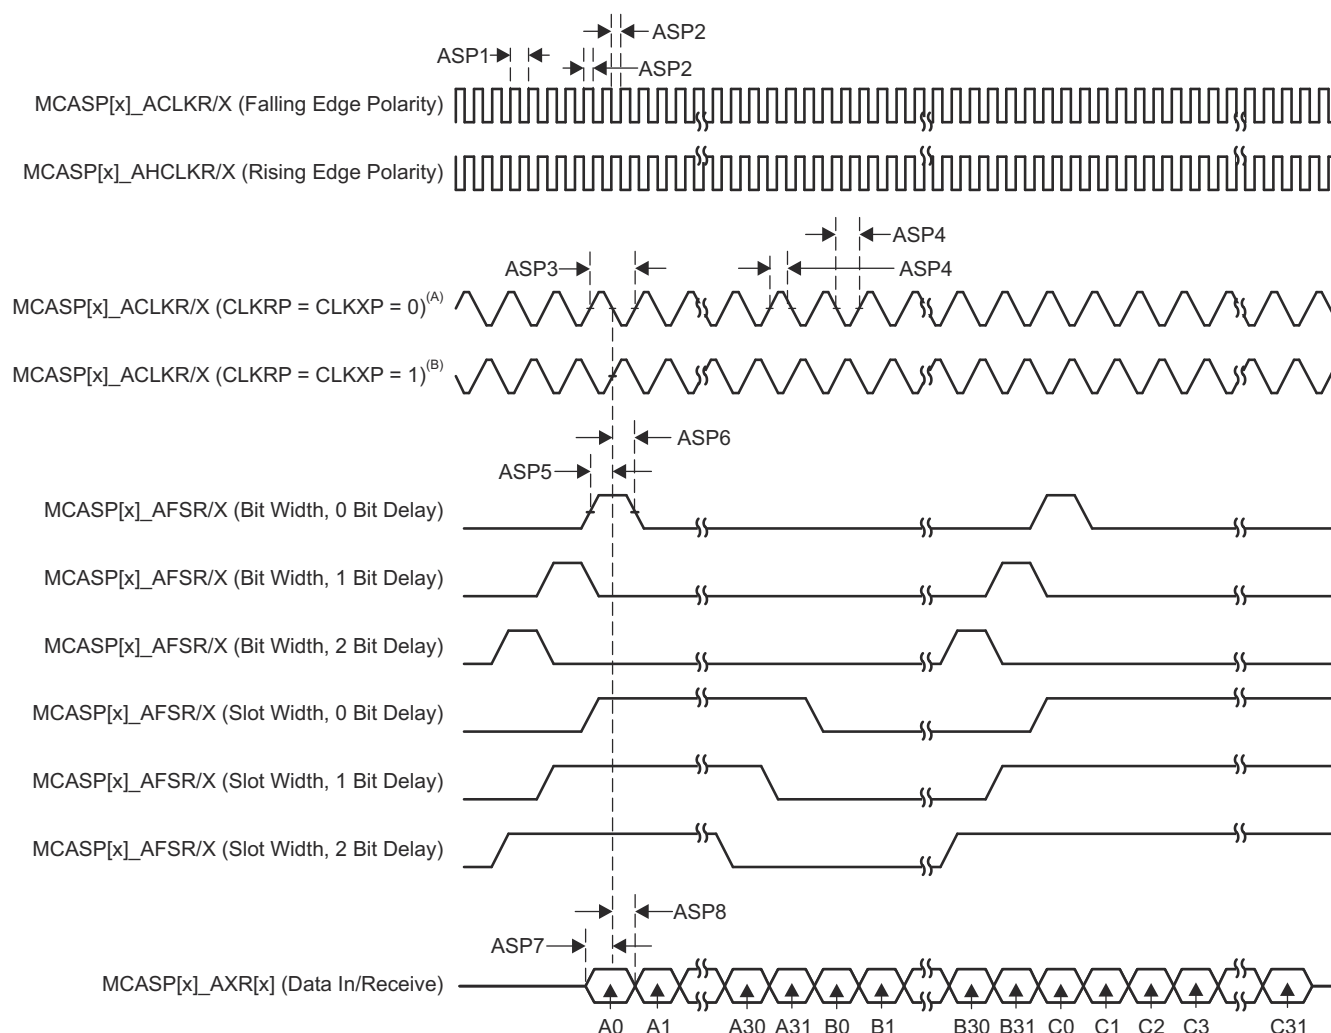 ASP2
ASP1
ASP2
MCASP[x]_ACLKR/X (Falling Edge Polarity)
MCASP[x]_AHCLKR/X (Rising Edge Polarity)
ASP4
ASP3
ASP4
MCASP[x]_ACLKR/X (CLKRP = CLKXP = 0)(A)
MCASP[x]_ACLKR/X (CLKRP = CLKXP = 1)(B)
ASP6
ASP5
MCASP[x]_AFSR/X (Bit Width, 0 Bit Delay)
MCASP[x]_AFSR/X (Bit Width, 1 Bit Delay)
MCASP[x]_AFSR/X (Bit Width, 2 Bit Delay)
MCASP[x]_AFSR/X (Slot Width, 0 Bit Delay)
MCASP[x]_AFSR/X (Slot Width, 1 Bit Delay)
MCASP[x]_AFSR/X (Slot Width, 2 Bit Delay)
ASP8
ASP7
MCASP[x]_AXR[x] (Data In/Receive)
A0 A1 A30 A31 B0 B1 B30 B31 C0 C1 C2 C3 C31